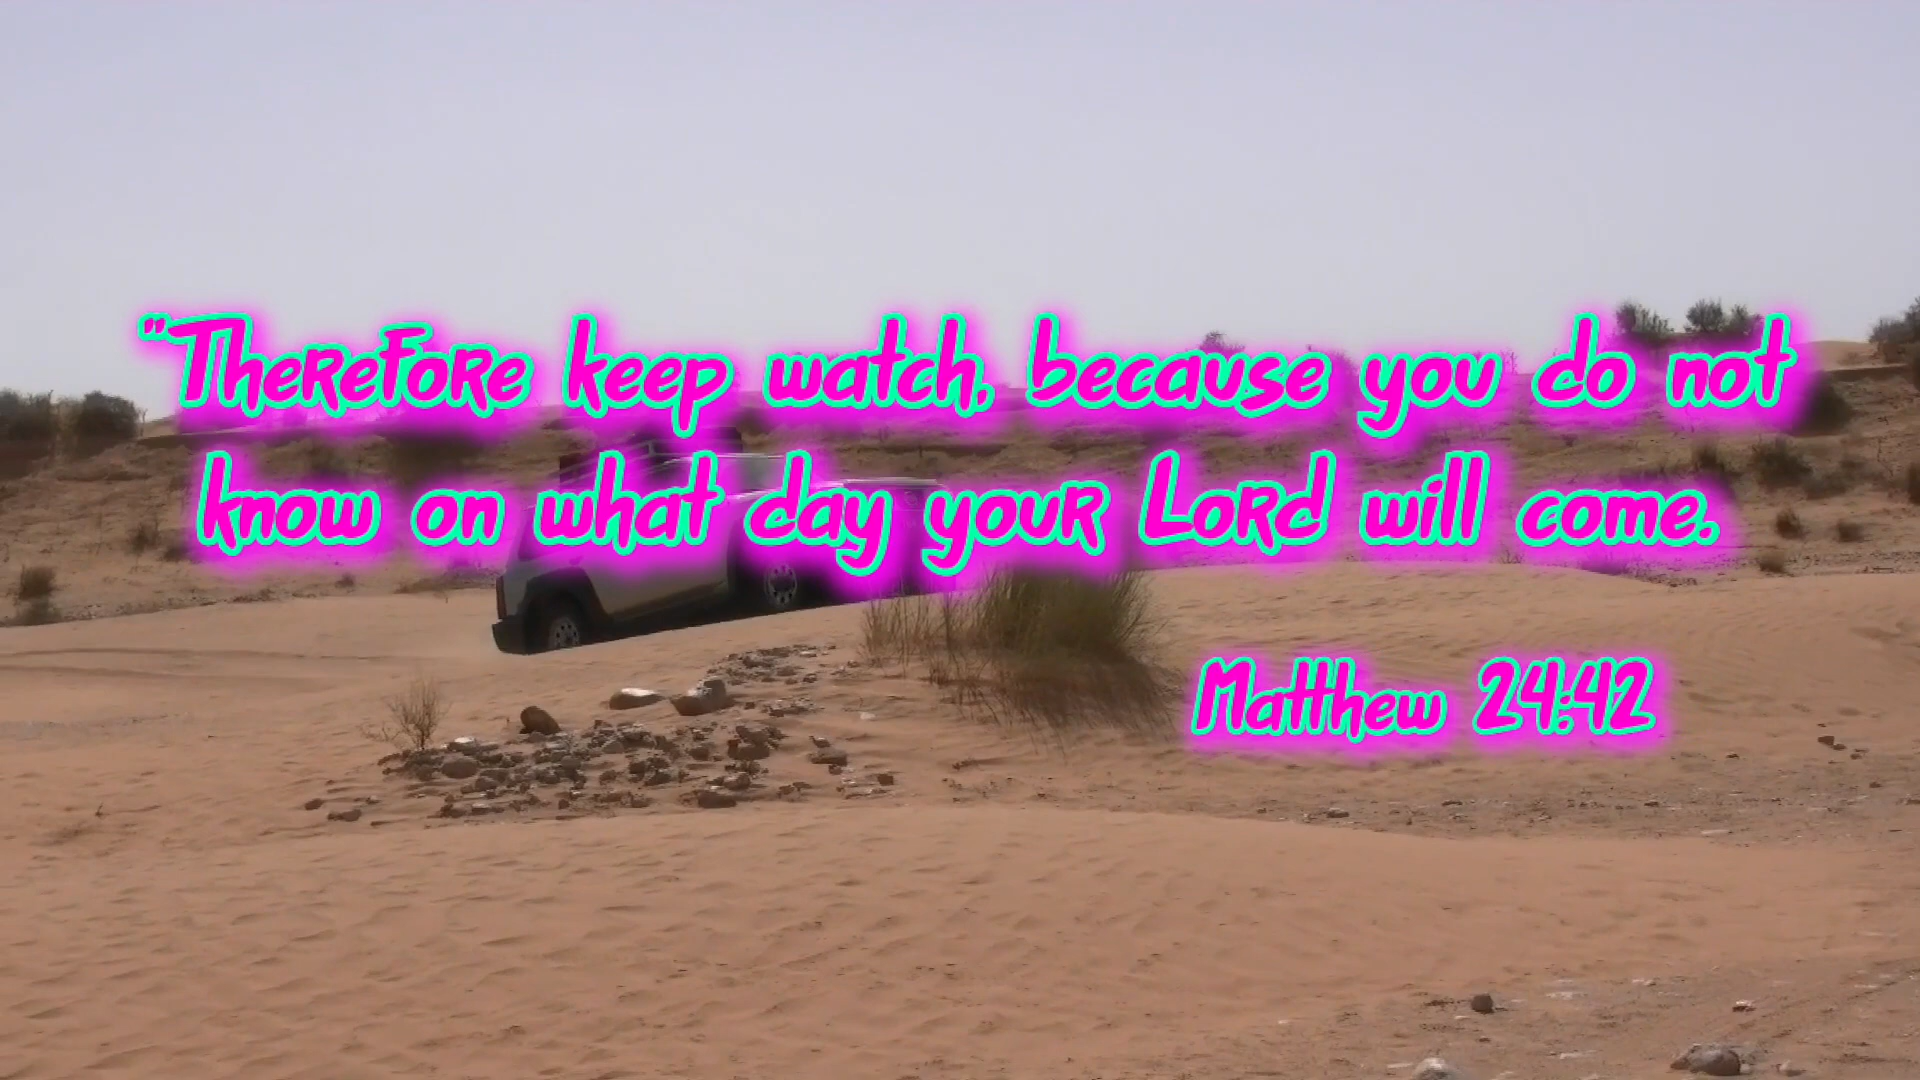 "Therefore keep watch, because you do not
know on what day your Lord will come.
Matthew 24:42